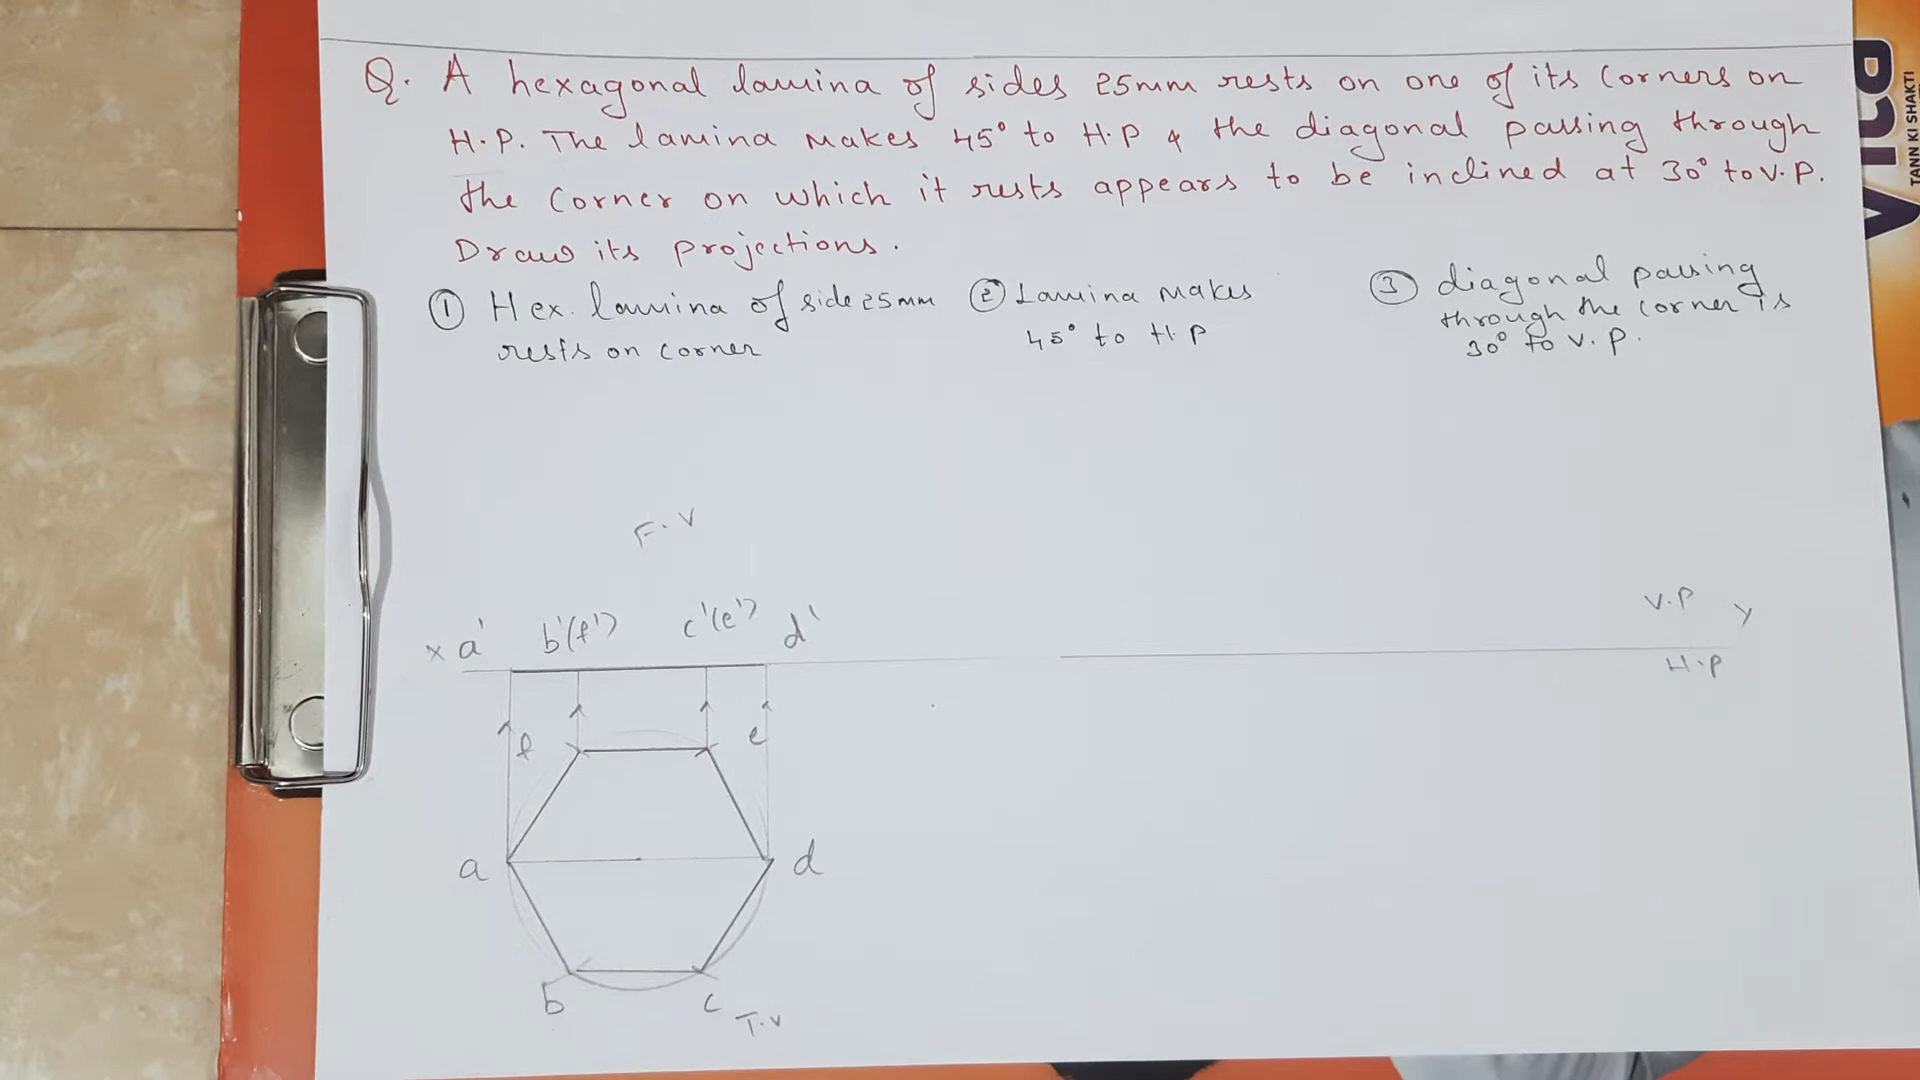 Q. A hexagonal lamina of sides 25mm rests on one of its corners on
H.P. The lamina makes 45° to H.P & the diagonal passing through
the corner on which it rests appears to be inclined at 30° to V.P.
Draw its projections.
① Hex. lamina of side 25mm
rests on corner
② Lamina makes
45° to H.P
③ diagonal passing
through the corner is
30° to V.P.
F.V
x a' b'(f') c'(e') d'
V.P
y
H.P
f e
a d
b c
T.V
TANN KI SHAKTI